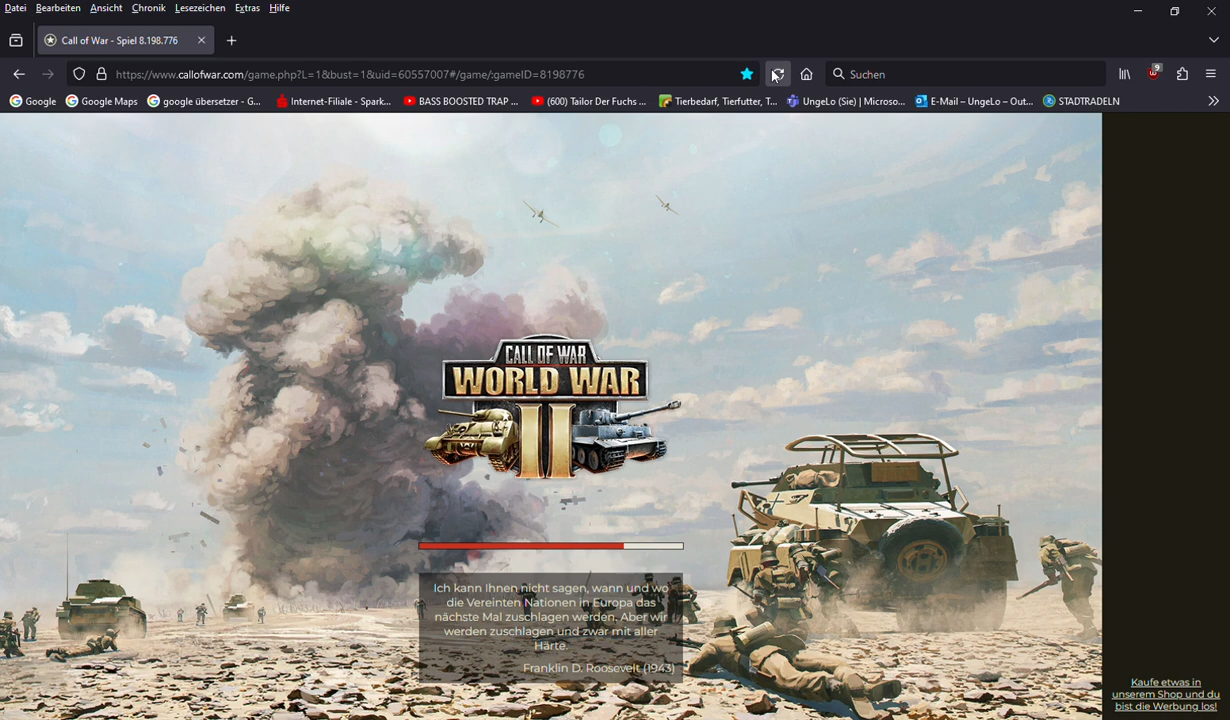 Datei Bearbeiten Ansicht Chronik Lesezeichen Extras Hilfe
Call of War - Spiel 8.198.776
https://www.callofwar.com/game.php?L=1&bust=1&uid=60557007#/game/:gameID=8198776
Suchen
9
Google Google Maps google übersetzer - G... Internet-Filiale - Spark... BASS BOOSTED TRAP ... (600) Tailor Der Fuchs ... Tierbedarf, Tierfutter, T... UngeLo (Sie) | Microso... E-Mail – UngeLo – Out... STADTRADELN
CALL OF WAR
WORLD WAR
II
Ich kann Ihnen nicht sagen, wann und wo
die Vereinten Nationen in Europa das
nächste Mal zuschlagen werden. Aber wir
werden zuschlagen und zwar mit aller
Härte.
Franklin D. Roosevelt (1943)
Kaufe etwas in
unserem Shop und du
bist die Werbung los!